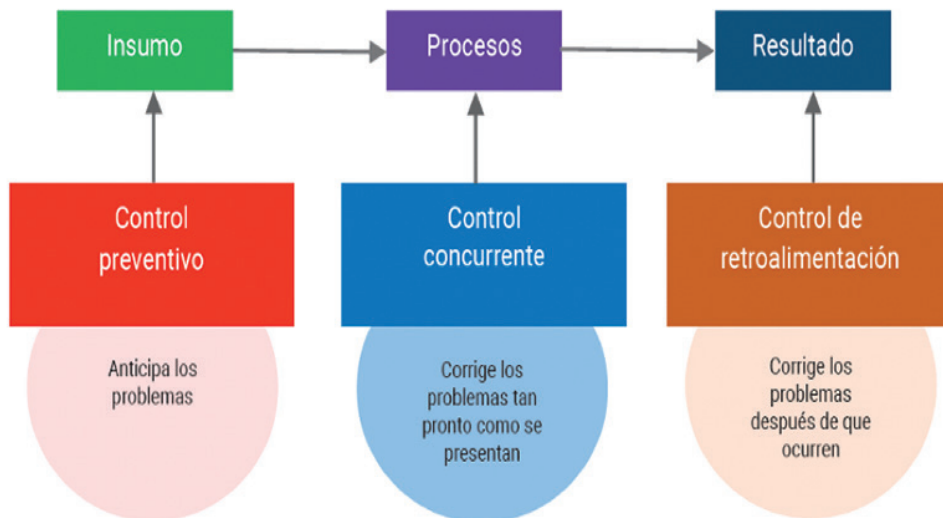 Insumo
Procesos
Resultado
Control
preventivo
Control
concurrente
Control de
retroalimentación
Anticipa los
problemas
Corrige los
problemas tan
pronto como se
presentan
Corrige los
problemas
después de que
ocurren